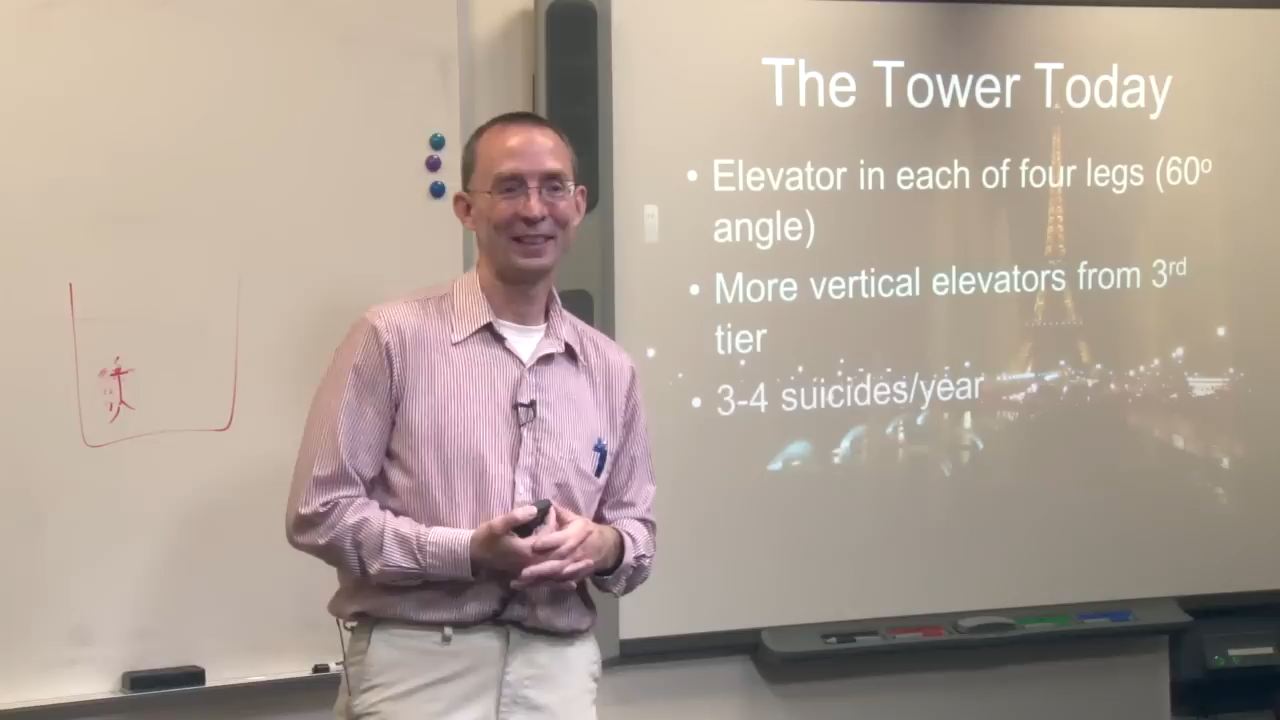 The Tower Today
• Elevator in each of four legs (60º
angle)
• More vertical elevators from 3rd
tier
• 3-4 suicides/year